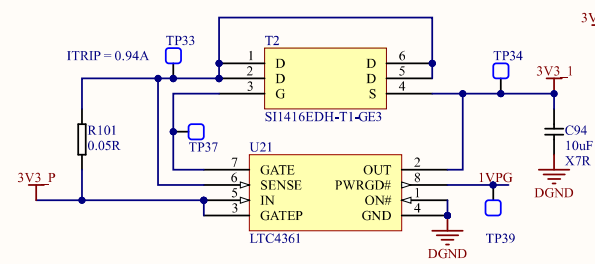 3V
TP33
T2
ITRIP = 0.94A
TP34
1 D D 6
2 D D 5
3 G S 4
3V3_1
SI1416EDH-T1-GE3
R101
0.05R
C94
10uF
X7R
TP37
U21
7 GATE OUT 2
6 SENSE PWRGD# 8
1VPG
3V3_P
5 IN ON# 1
3 GATEP GND 4
DGND
LTC4361
TP39
DGND